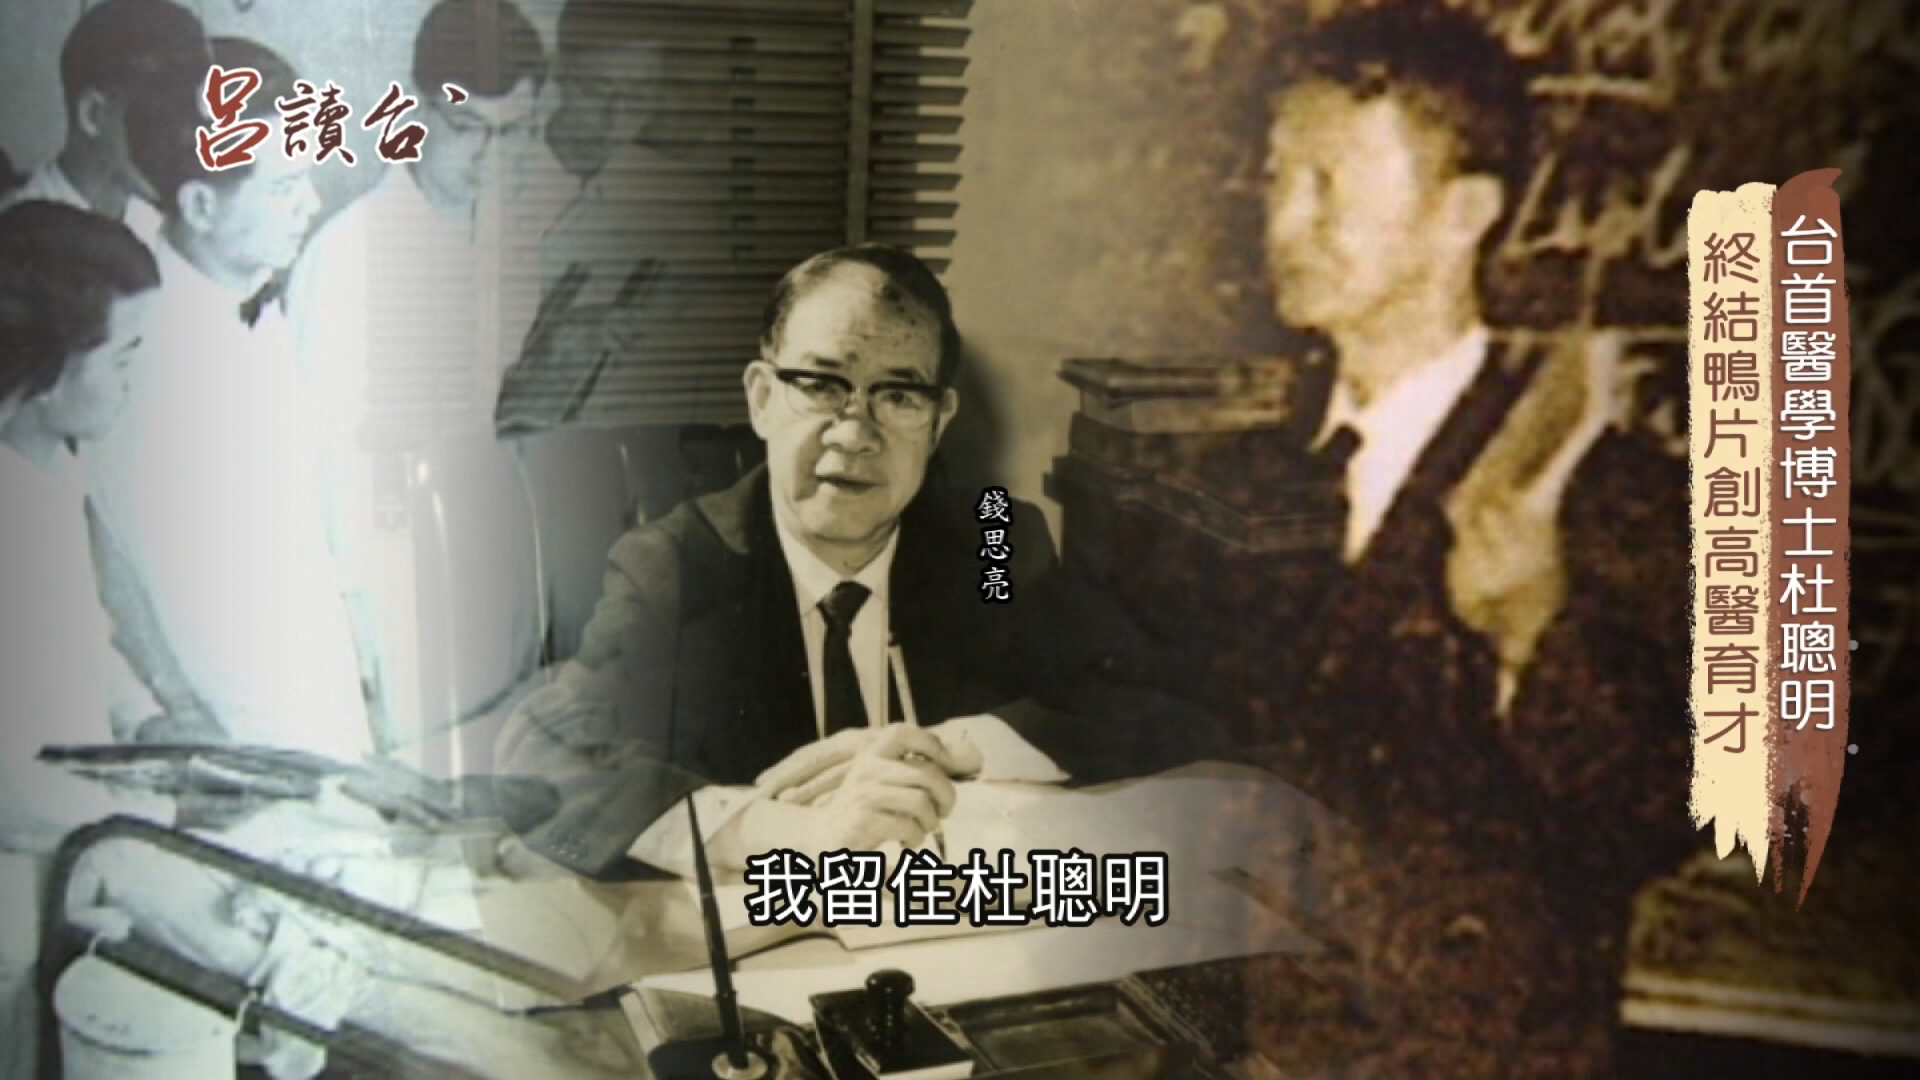 呂讀台
台首醫學博士杜聰明
終結鴉片創高醫育才
錢思亮
我留住杜聰明